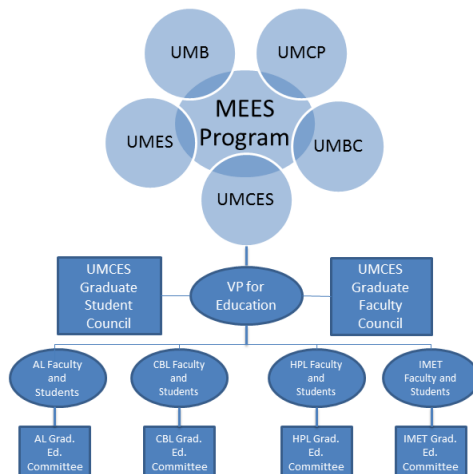 UMB
UMCP
MEES
Program
UMES
UMBC
UMCES
UMCES
Graduate
Student
Council
VP for
Education
UMCES
Graduate
Faculty
Council
AL Faculty
and
Students
CBL Faculty
and
Students
HPL Faculty
and
Students
IMET
Faculty and
Students
AL Grad.
Ed.
Committee
CBL Grad.
Ed.
Committee
HPL Grad.
Ed.
Committee
IMET Grad.
Ed.
Committee